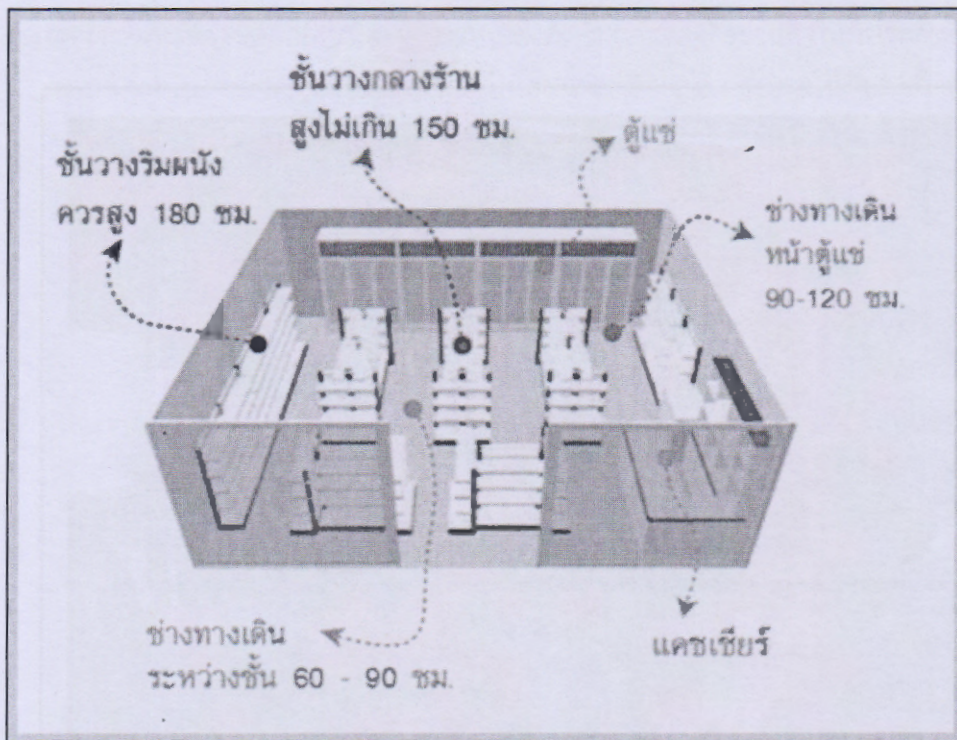 ชั้นวางกลางร้าน
สูงไม่เกิน 150 ซม.
ตู้แช่
ชั้นวางริมผนัง
ควรสูง 180 ซม.
ช่างทางเดิน
หน้าตู้แช่
90-120 ซม.
ช่างทางเดิน
ระหว่างชั้น 60 - 90 ซม.
แคชเชียร์